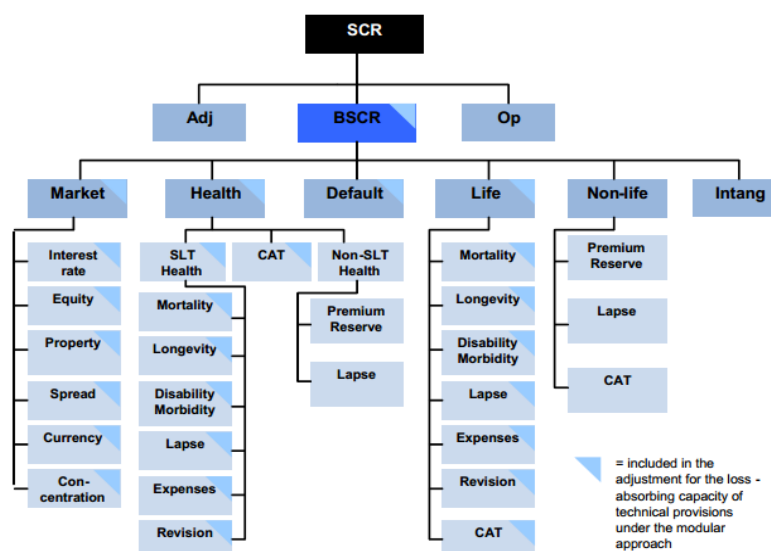 SCR
Adj
BSCR
Op
Market
Health
Default
Life
Non-life
Intang
Interest
rate
Equity
Property
Spread
Currency
Con-
centration
SLT
Health
CAT
Non-SLT
Health
Mortality
Longevity
Disability
Morbidity
Lapse
Expenses
Revision
Premium
Reserve
Lapse
Mortality
Longevity
Disability
Morbidity
Lapse
Expenses
Revision
CAT
Premium
Reserve
Lapse
CAT
= included in the
adjustment for the loss -
absorbing capacity of
technical provisions
under the modular
approach